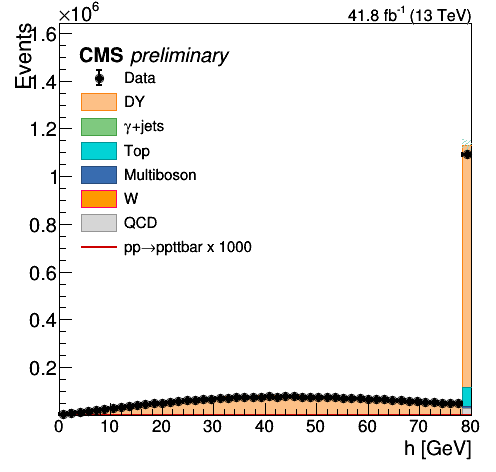 ×10⁶
41.8 fb⁻¹ (13 TeV)
Events
1.6
1.4
1.2
1
0.8
0.6
0.4
0.2
CMS preliminary
Data
DY
γ+jets
Top
Multiboson
W
QCD
pp→ppttbar x 1000
0 10 20 30 40 50 60 70 80
h [GeV]